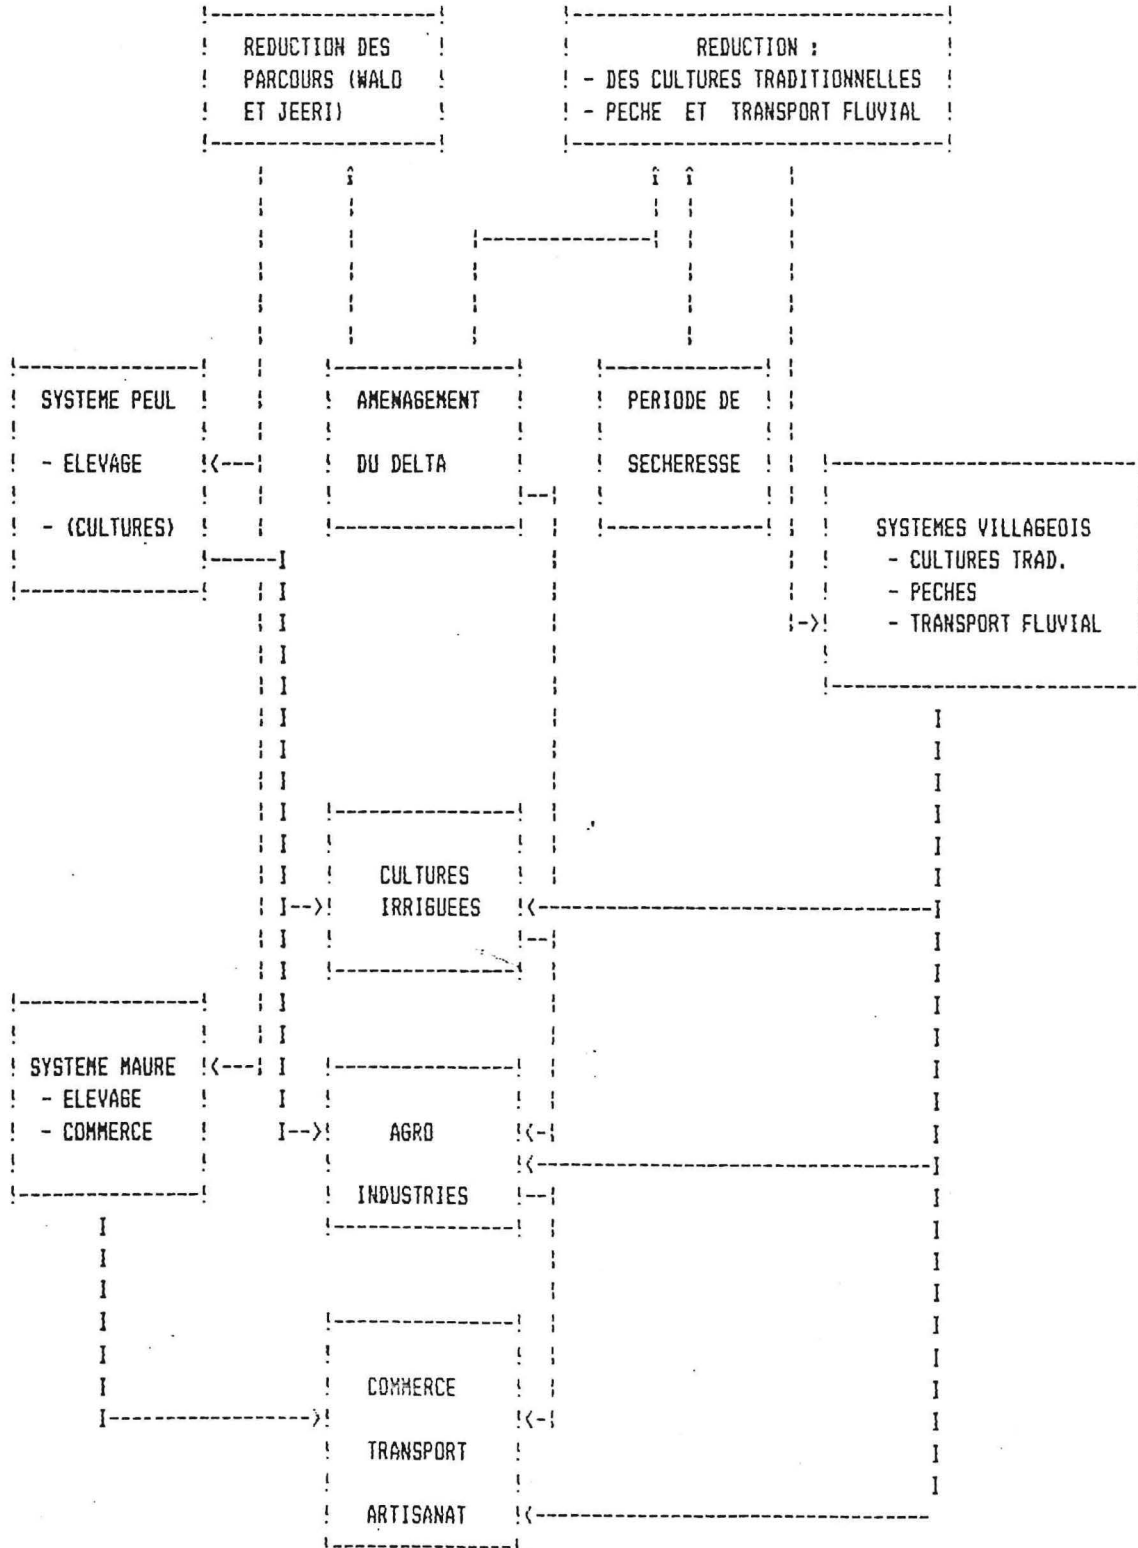 REDUCTION DES
PARCOURS (WALO
ET JEERI)
REDUCTION :
- DES CULTURES TRADITIONNELLES
- PECHE ET TRANSPORT FLUVIAL
SYSTEME PEUL
- ELEVAGE
- (CULTURES)
AMENAGEMENT
DU DELTA
PERIODE DE
SECHERESSE
SYSTEMES VILLAGEOIS
- CULTURES TRAD.
- PECHES
- TRANSPORT FLUVIAL
CULTURES
IRRIGUEES
SYSTEME MAURE
- ELEVAGE
- COMMERCE
AGRO
INDUSTRIES
COMMERCE
TRANSPORT
ARTISANAT